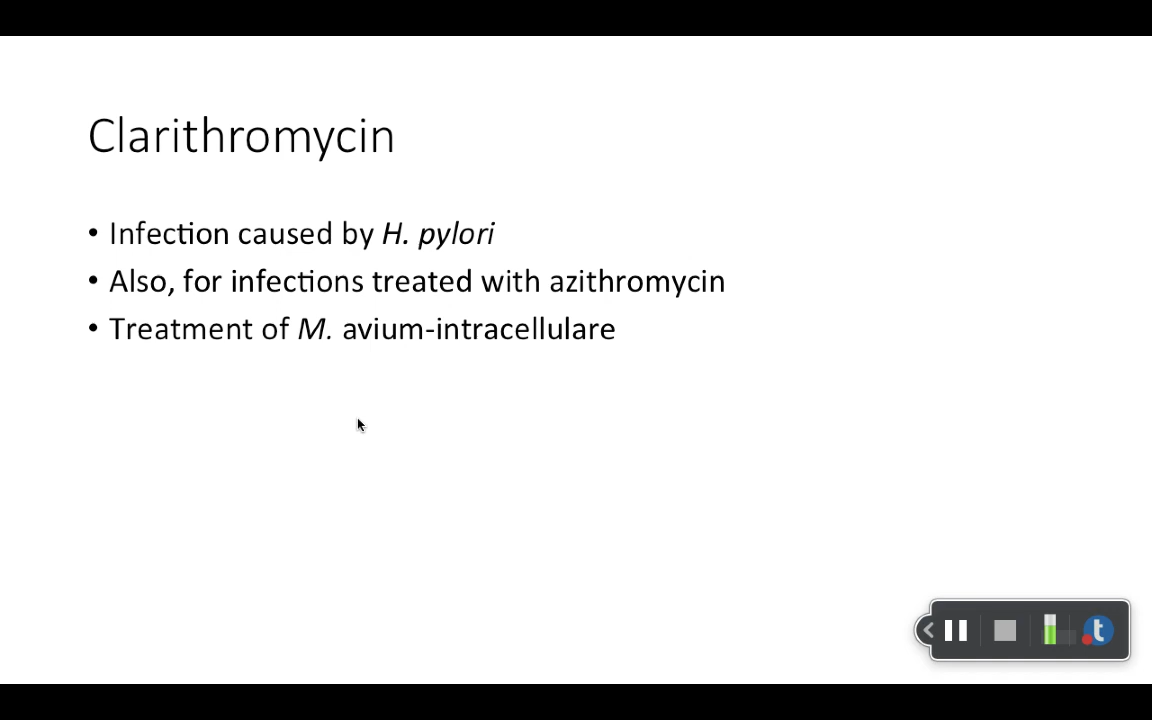 Clarithromycin
• Infection caused by H. pylori
• Also, for infections treated with azithromycin
• Treatment of M. avium-intracellulare
t